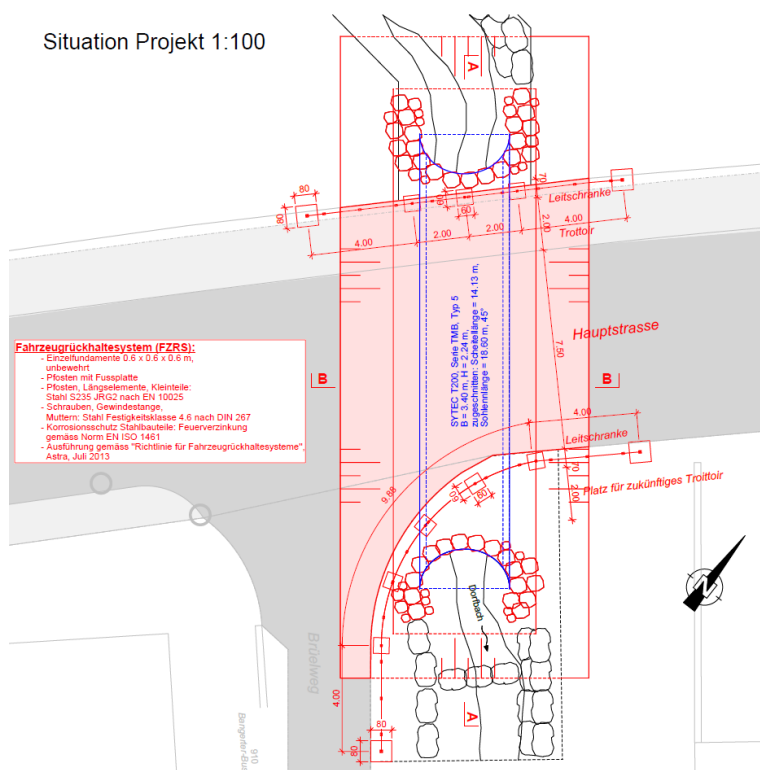 Situation Projekt 1:100
A
80
80
70
60
60
Leitschranke
2.00
4.00
4.00
2.00
2.00
Trottoir
SYTEC T200, Serie TMB, Typ 5
B = 3.40 m, H = 2.24 m,
zugeschnitten: Scheitellänge = 14.13 m,
Sohlennlänge = 18.60 m, 45°
Hauptstrasse
7.50
Fahrzeugrückhaltesystem (FZRS):
- Einzelfundamente 0.6 x 0.6 x 0.6 m,
unbewehrt
- Pfosten mit Fussplatte
- Pfosten, Längselemente, Kleinteile:
Stahl S235 JRG2 nach EN 10025
- Schrauben, Gewindestange,
Muttern: Stahl Festigkeitsklasse 4.6 nach DIN 267
- Korrosionsschutz Stahlbauteile: Feuerverzinkung
gemäss Norm EN ISO 1461
- Ausführung gemäss "Richtlinie für Fahrzeugrückhaltesysteme",
Astra, Juli 2013
B
B
4.00
Leitschranke
9.88
60
60
70
2.00
Platz für zukünftiges Troittoir
N
Dorfbach
Brüelweg
4.00
A
80
80
910